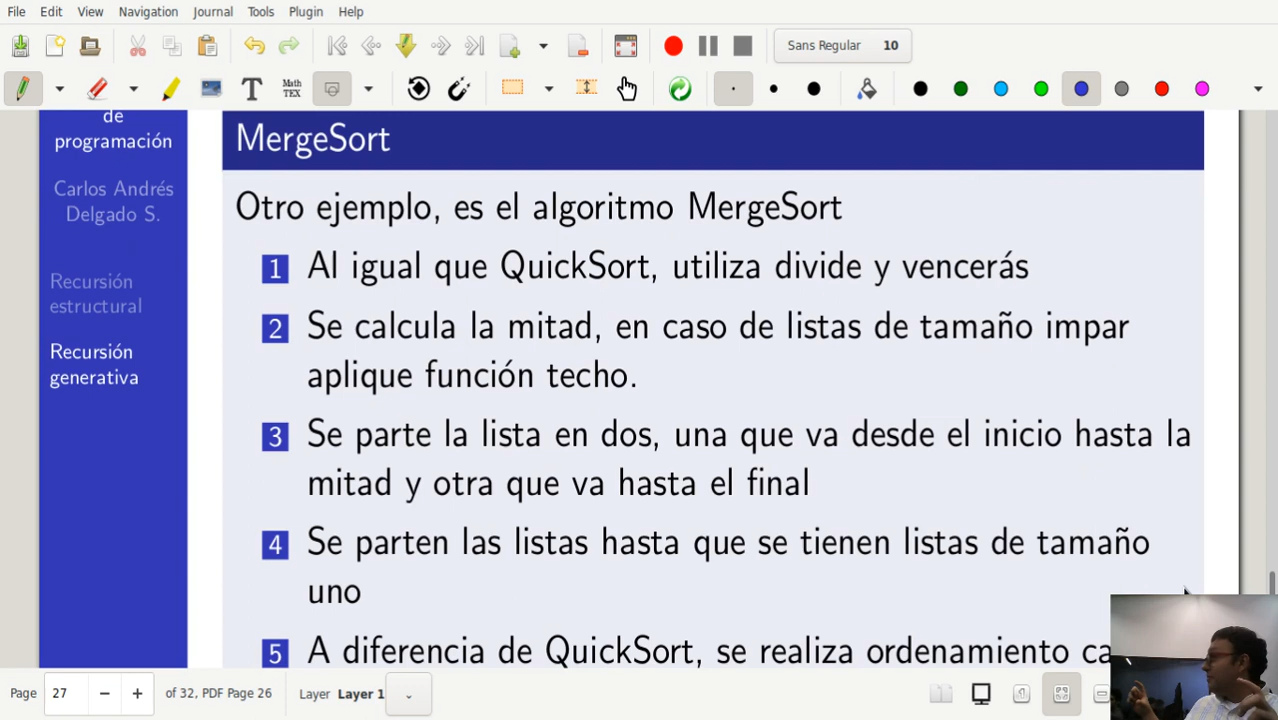 File Edit View Navigation Journal Tools Plugin Help
Sans Regular 10
T Math TEX
de
programación
Carlos Andrés
Delgado S.
Recursión
estructural
Recursión
generativa
MergeSort
Otro ejemplo, es el algoritmo MergeSort
1 Al igual que QuickSort, utiliza divide y vencerás
2 Se calcula la mitad, en caso de listas de tamaño impar
aplique función techo.
3 Se parte la lista en dos, una que va desde el inicio hasta la
mitad y otra que va hasta el final
4 Se parten las listas hasta que se tienen listas de tamaño
uno
5 A diferencia de QuickSort, se realiza ordenamiento ca
Page 27 of 32, PDF Page 26 Layer Layer 1